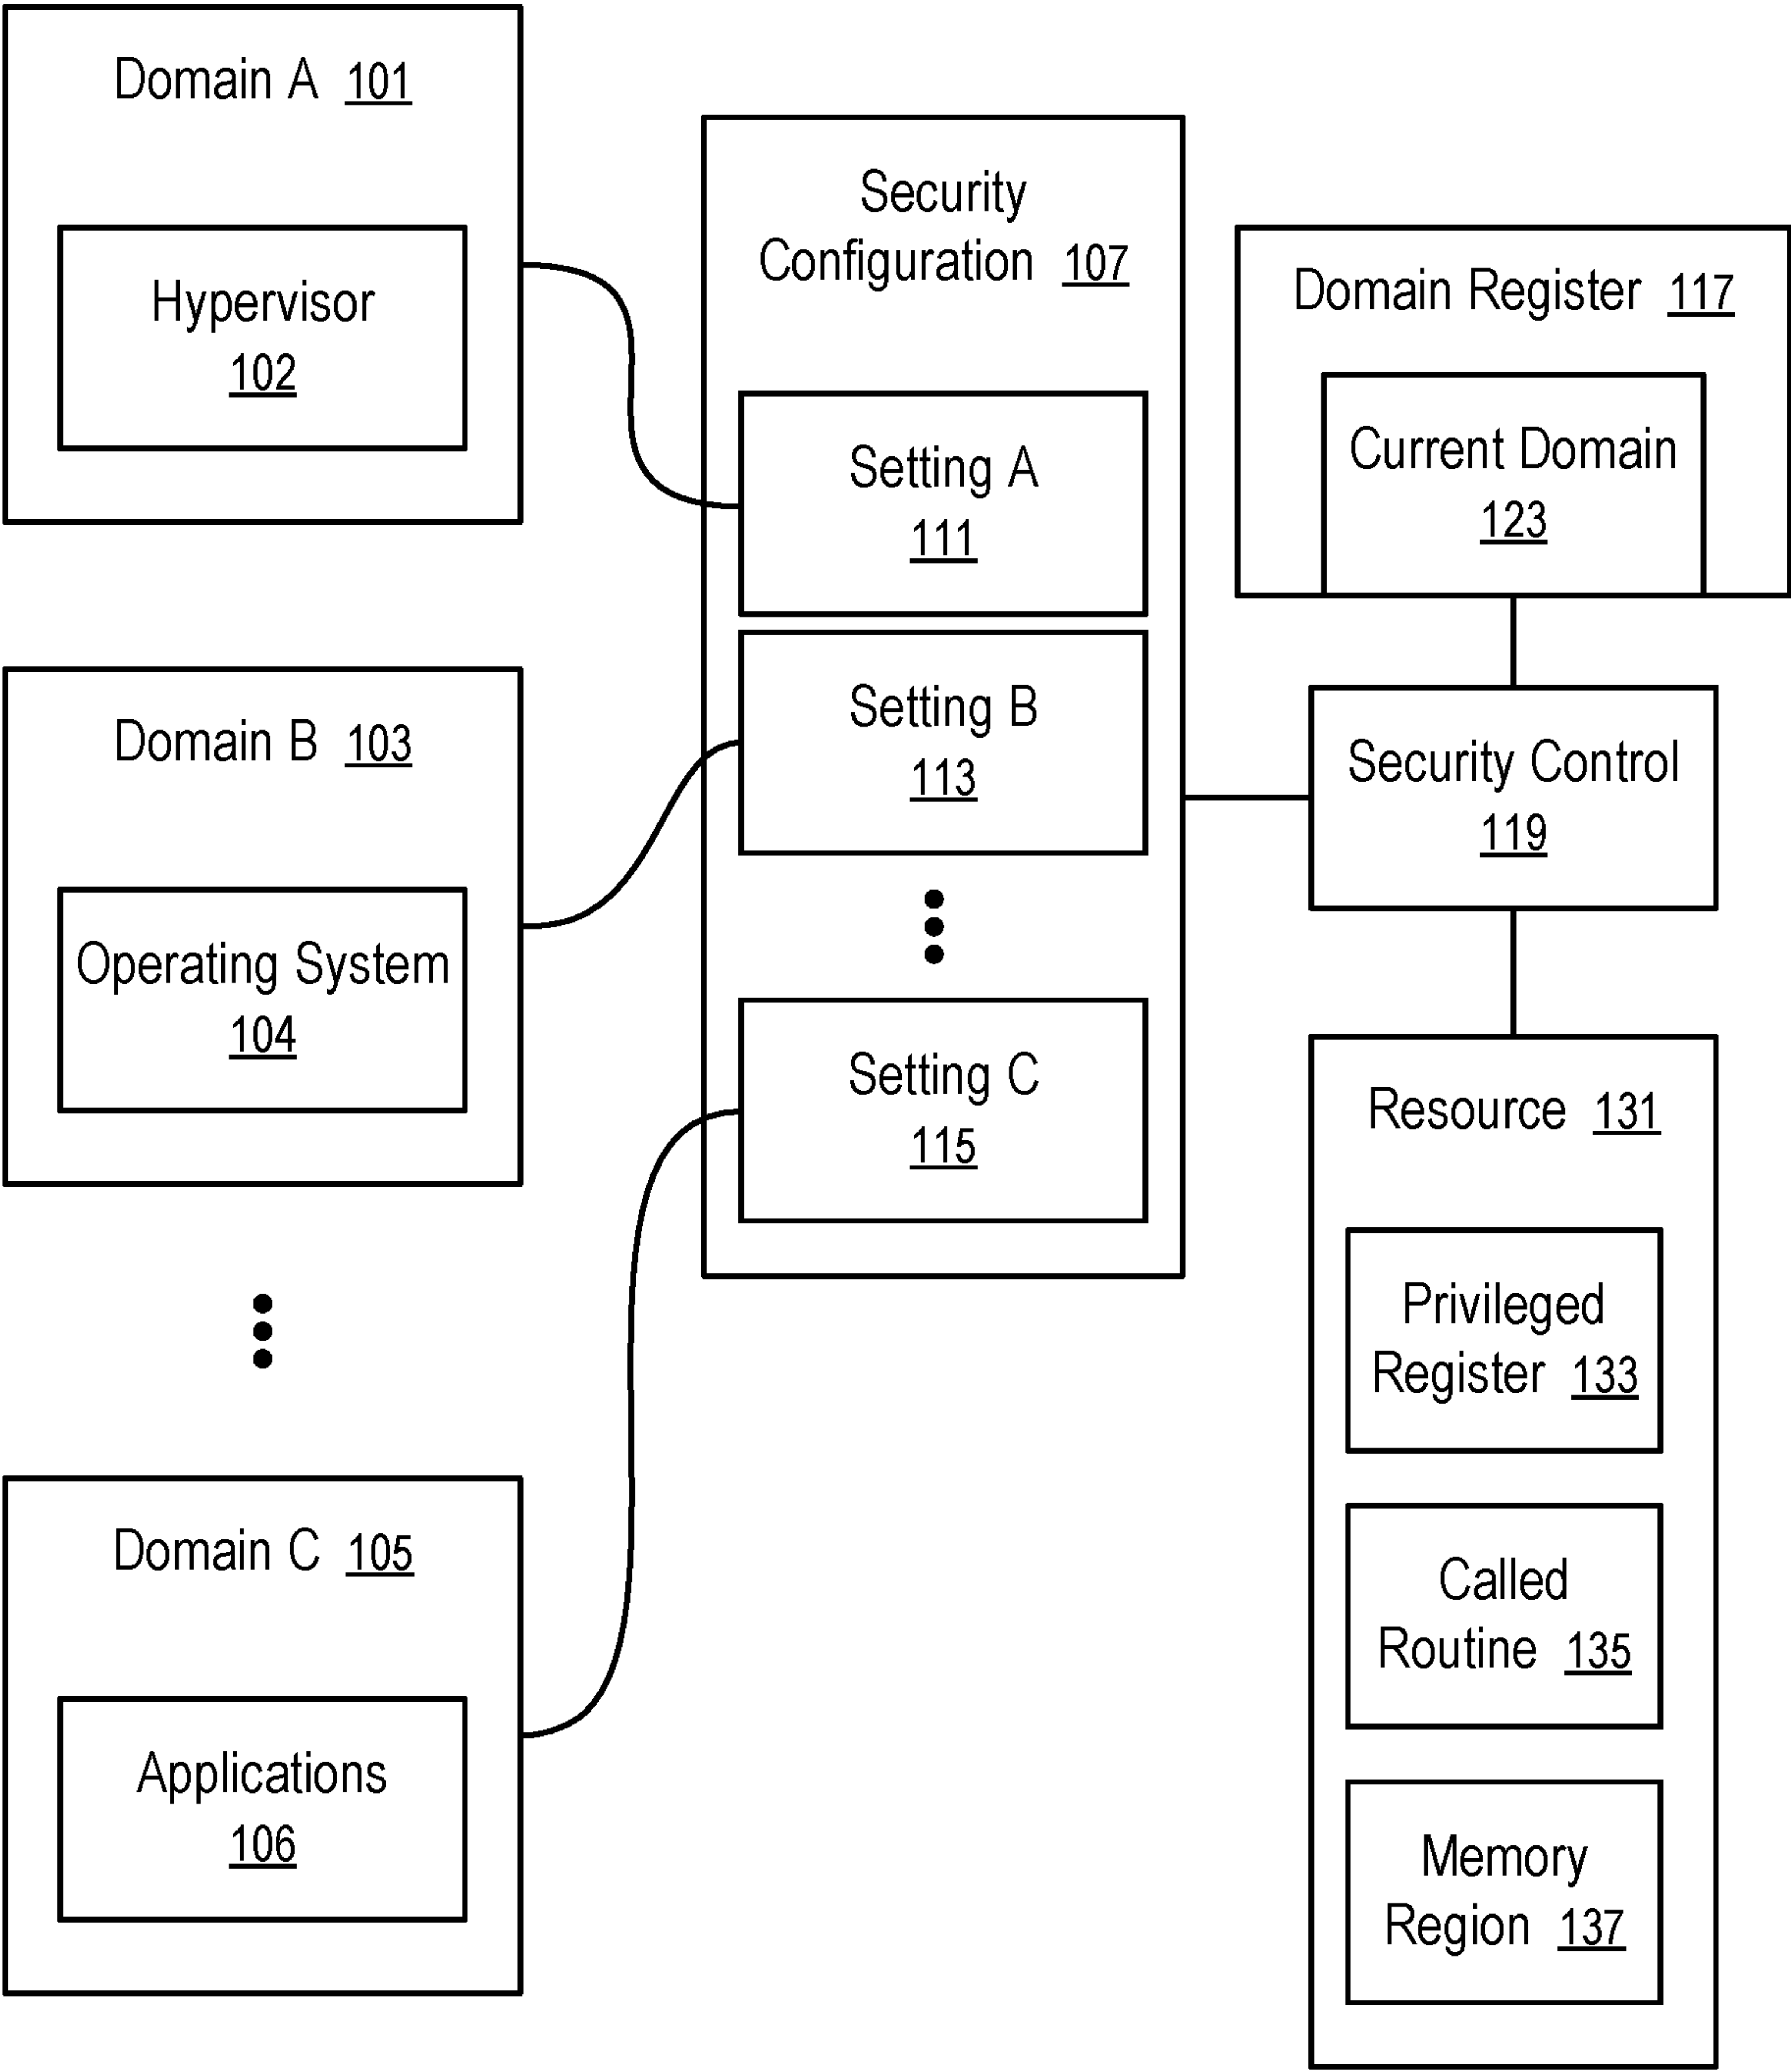 Domain A 101
Hypervisor
102
Domain B 103
Operating System
104
Domain C 105
Applications
106
Security
Configuration 107
Setting A
111
Setting B
113
Setting C
115
Domain Register 117
Current Domain
123
Security Control
119
Resource 131
Privileged
Register 133
Called
Routine 135
Memory
Region 137